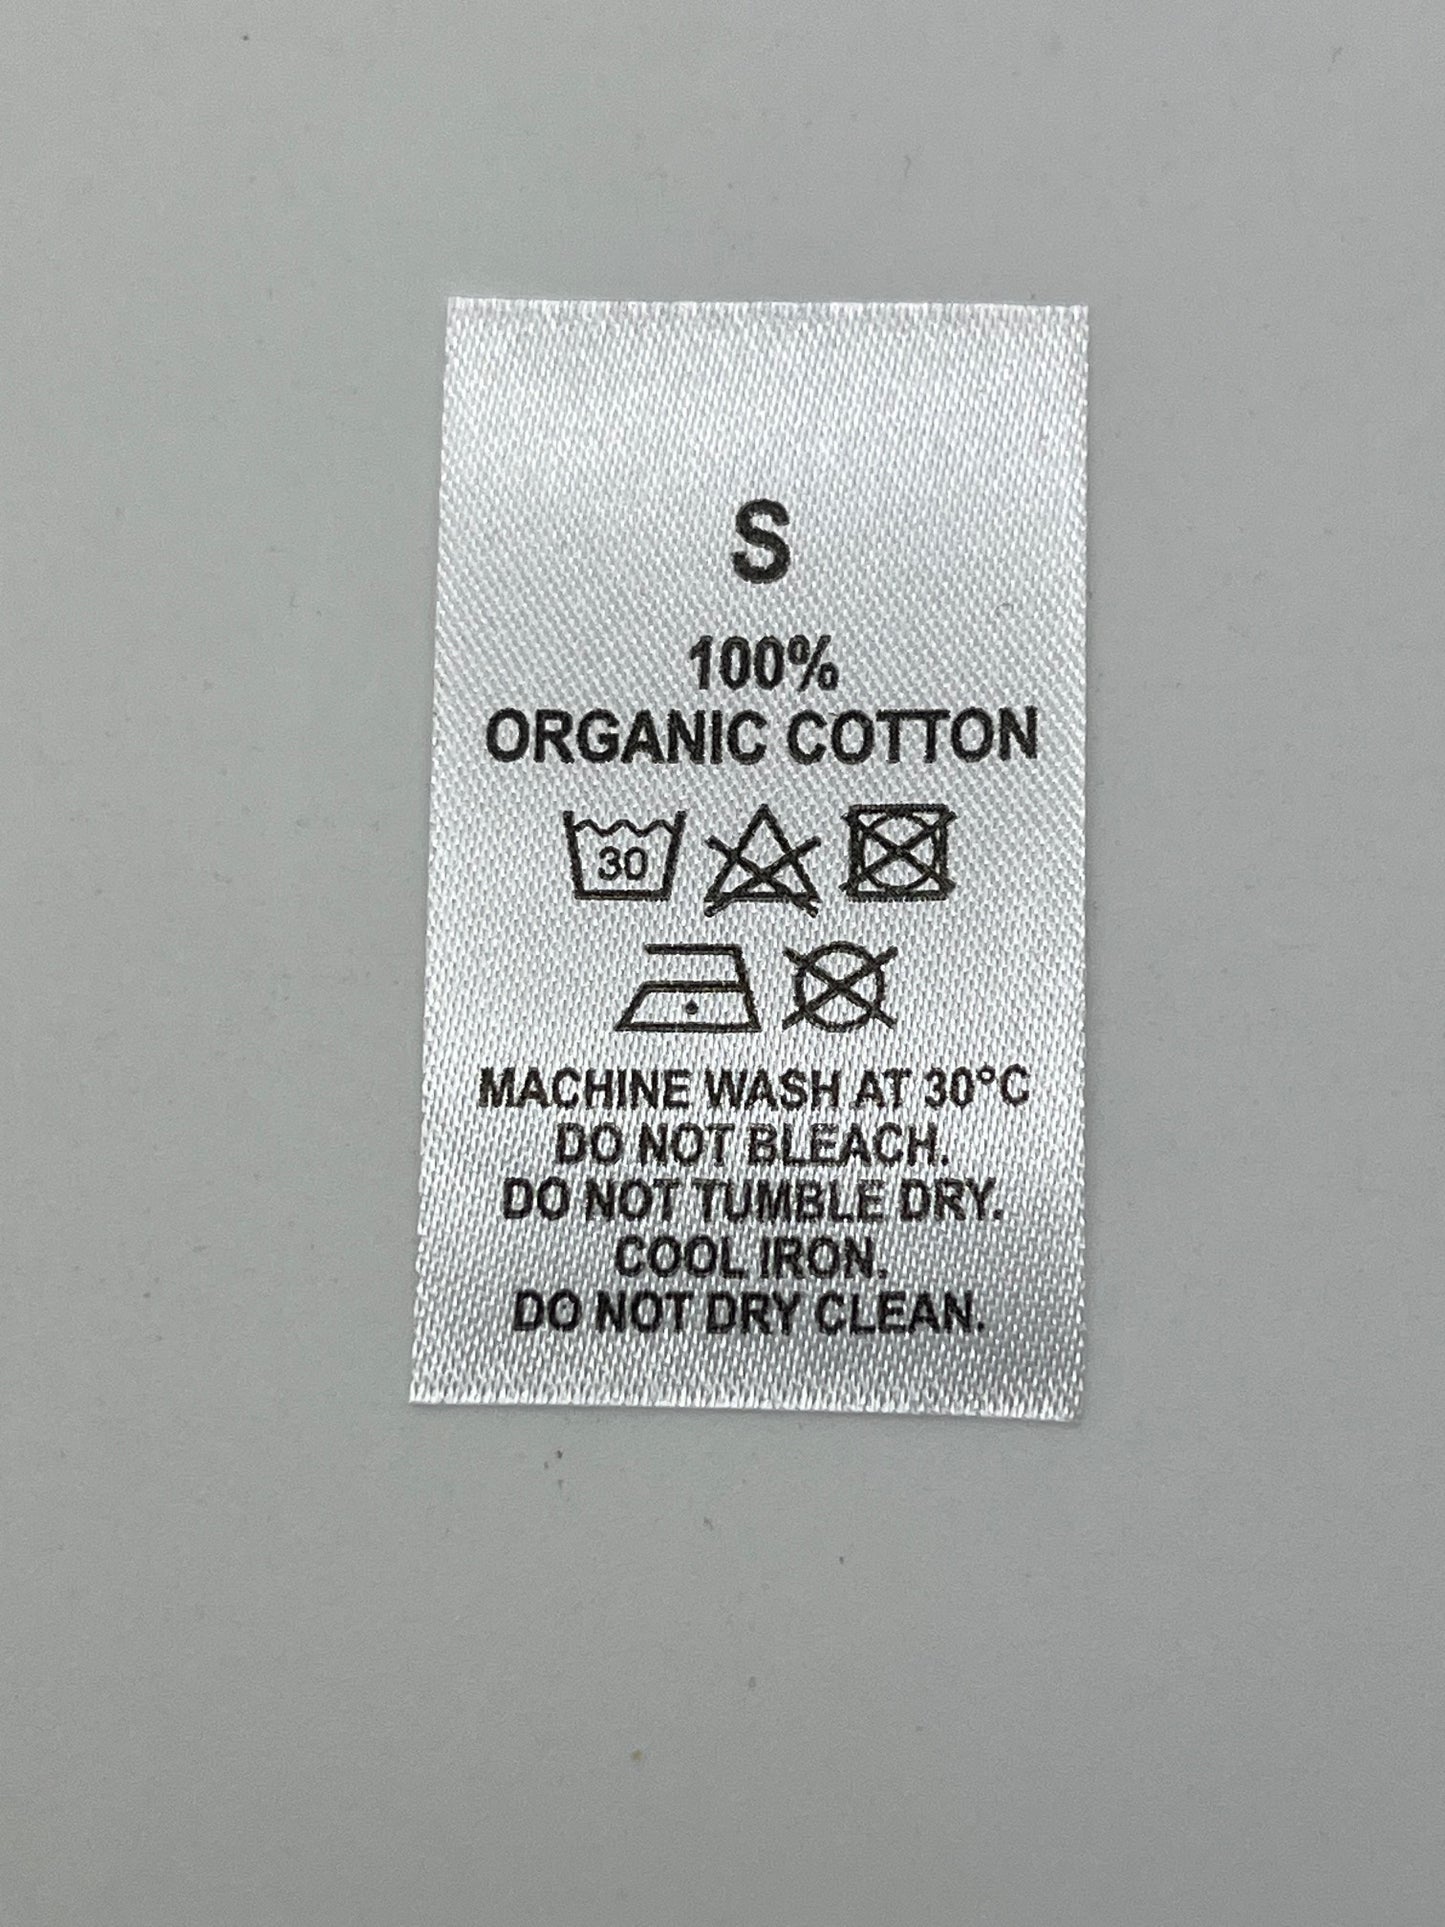 S
100%
ORGANIC COTTON
30
MACHINE WASH AT 30°C
DO NOT BLEACH.
DO NOT TUMBLE DRY.
COOL IRON.
DO NOT DRY CLEAN.